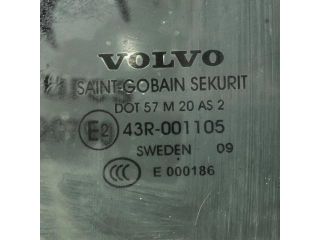 VOLVO
SAINT-GOBAIN SEKURIT
DOT 57 M 20 AS 2
E2 43R-001105
SWEDEN 09
CCC E 000186